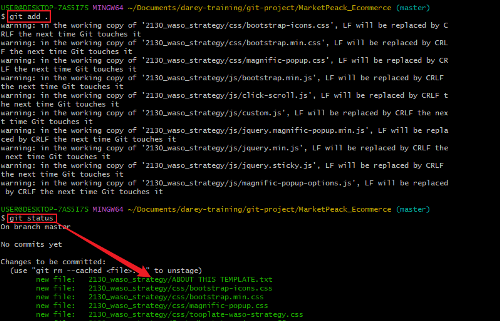 USER@DESKTOP-7ASSI7S MINGW64 ~/Documents/darey-training/git-project/MarketPeack_Ecommerce (master)
$ git add .
warning: in the working copy of '2130_waso_strategy/css/bootstrap-icons.css', LF will be replaced by C
RLF the next time Git touches it
warning: in the working copy of '2130_waso_strategy/css/bootstrap.min.css', LF will be replaced by CRL
F the next time Git touches it
warning: in the working copy of '2130_waso_strategy/css/magnific-popup.css', LF will be replaced by CR
LF the next time Git touches it
warning: in the working copy of '2130_waso_strategy/js/bootstrap.min.js', LF will be replaced by CRLF
the next time Git touches it
warning: in the working copy of '2130_waso_strategy/js/click-scroll.js', LF will be replaced by CRLF t
he next time Git touches it
warning: in the working copy of '2130_waso_strategy/js/custom.js', LF will be replaced by CRLF the nex
t time Git touches it
warning: in the working copy of '2130_waso_strategy/js/jquery.magnific-popup.min.js', LF will be repla
ced by CRLF the next time Git touches it
warning: in the working copy of '2130_waso_strategy/js/jquery.min.js', LF will be replaced by CRLF the
next time Git touches it
warning: in the working copy of '2130_waso_strategy/js/jquery.sticky.js', LF will be replaced by CRLF
the next time Git touches it
warning: in the working copy of '2130_waso_strategy/js/magnific-popup-options.js', LF will be replaced
by CRLF the next time Git touches it
USER@DESKTOP-7ASSI7S MINGW64 ~/Documents/darey-training/git-project/MarketPeack_Ecommerce (master)
$ git status
On branch master
No commits yet
Changes to be committed:
(use "git rm --cached <file>..." to unstage)
new file: 2130_waso_strategy/ABOUT THIS TEMPLATE.txt
new file: 2130_waso_strategy/css/bootstrap-icons.css
new file: 2130_waso_strategy/css/bootstrap.min.css
new file: 2130_waso_strategy/css/magnific-popup.css
new file: 2130_waso_strategy/css/tooplate-waso-strategy.css